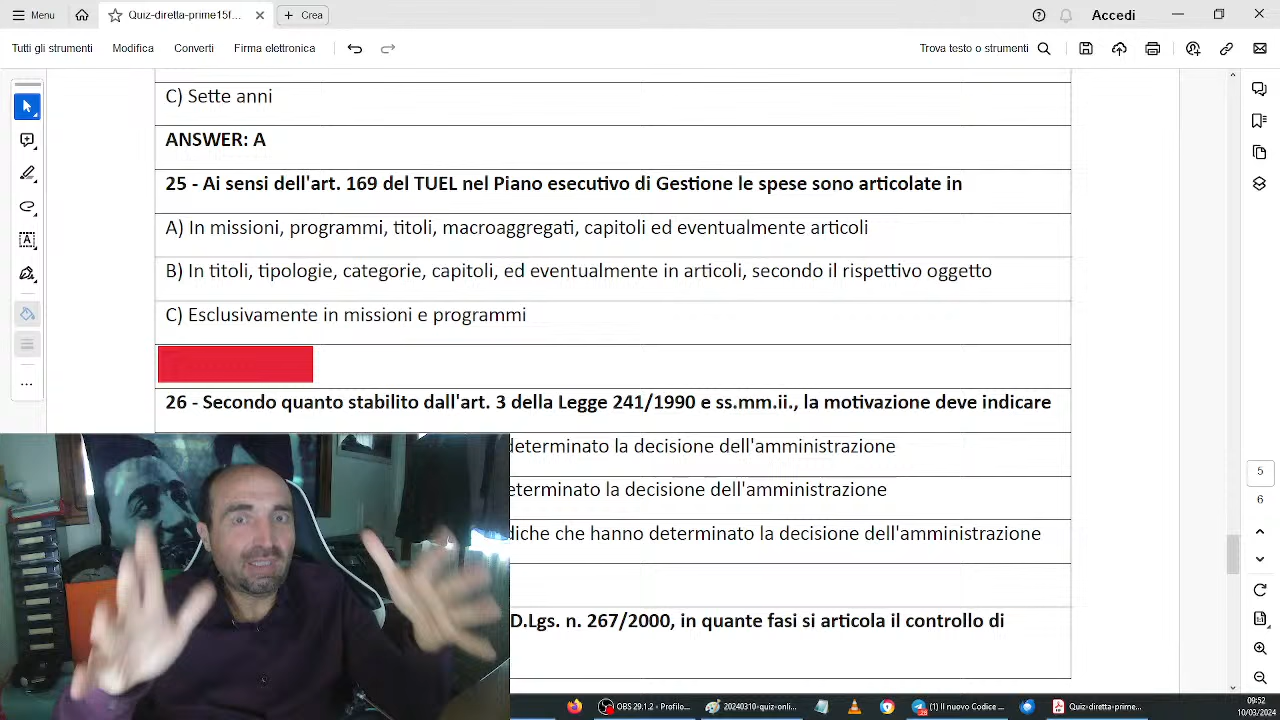 Menu
Quiz-diretta-prime15f...
Crea
Accedi
Tutti gli strumenti
Modifica
Converti
Firma elettronica
Trova testo o strumenti
C) Sette anni
ANSWER: A
25 - Ai sensi dell'art. 169 del TUEL nel Piano esecutivo di Gestione le spese sono articolate in
A) In missioni, programmi, titoli, macroaggregati, capitoli ed eventualmente articoli
B) In titoli, tipologie, categorie, capitoli, ed eventualmente in articoli, secondo il rispettivo oggetto
C) Esclusivamente in missioni e programmi
26 - Secondo quanto stabilito dall'art. 3 della Legge 241/1990 e ss.mm.ii., la motivazione deve indicare
determinato la decisione dell'amministrazione
determinato la decisione dell'amministrazione
diche che hanno determinato la decisione dell'amministrazione
D.Lgs. n. 267/2000, in quante fasi si articola il controllo di
5
6
OBS 29.1.2 - Profilo...
20240310-quiz-onli...
(1) Il nuovo Codice ...
Quiz-diretta-prime...
09:52
10/03/2024